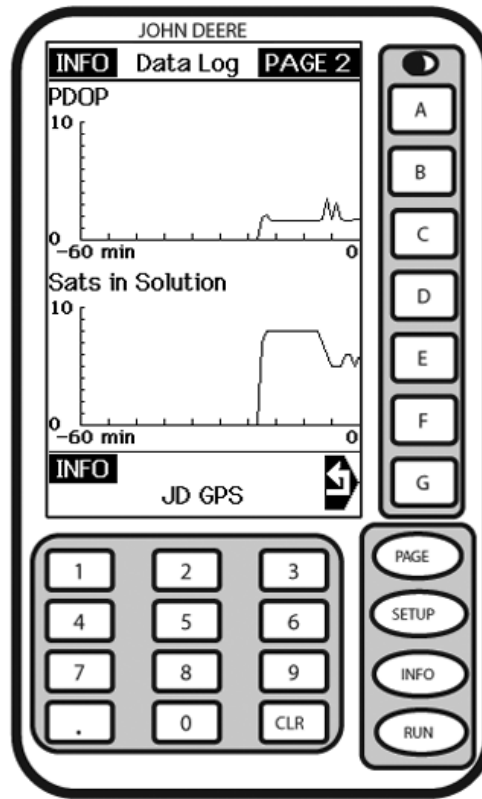 JOHN DEERE
INFO Data Log PAGE 2
PDOP
10
0
-60 min 0
Sats in Solution
10
0
-60 min 0
INFO
JD GPS
A
B
C
D
E
F
G
1 2 3
4 5 6
7 8 9
. 0 CLR
PAGE
SETUP
INFO
RUN